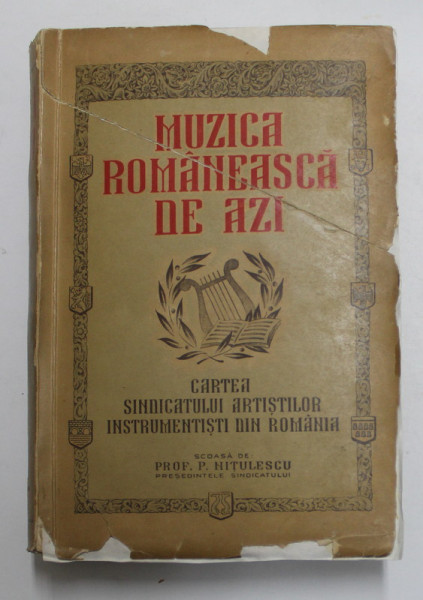 MUZICA
ROMÂNEASCĂ
DE AZI
CARTEA
SINDICATULUI ARTIȘTILOR
INSTRUMENTIȘTI DIN ROMÂNIA
SCOASĂ DE
PROF. P. NIȚULESCU
PREȘEDINTELE SINDICATULUI